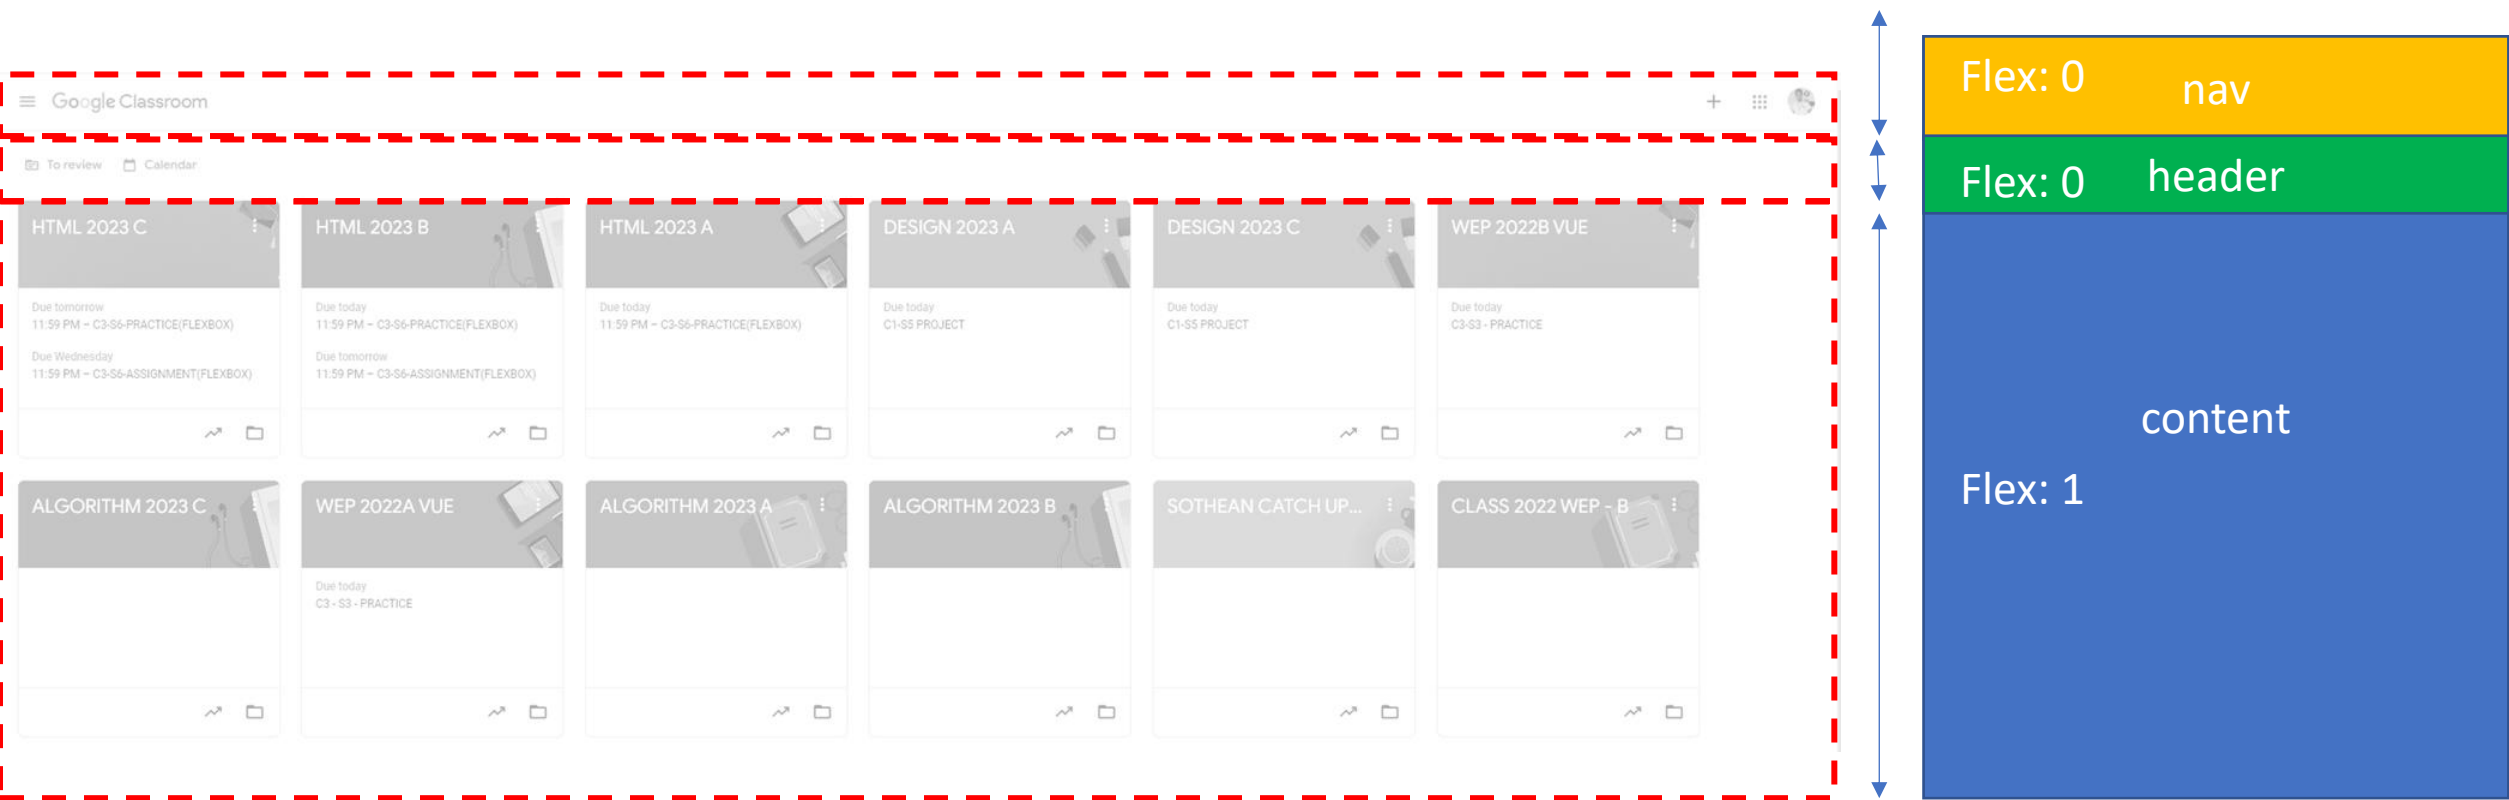 Google Classroom
To review
Calendar
HTML 2023 C
Due tomorrow
11:59 PM – C3-S6-PRACTICE(FLEXBOX)
Due Wednesday
11:59 PM – C3-S6-ASSIGNMENT(FLEXBOX)
HTML 2023 B
Due today
11:59 PM – C3-S6-PRACTICE(FLEXBOX)
Due tomorrow
11:59 PM – C3-S6-ASSIGNMENT(FLEXBOX)
HTML 2023 A
Due today
11:59 PM – C3-S6-PRACTICE(FLEXBOX)
DESIGN 2023 A
Due today
C1-S5 PROJECT
DESIGN 2023 C
Due today
C1-S5 PROJECT
WEP 2022B VUE
Due today
C3-S3 - PRACTICE
ALGORITHM 2023 C
WEP 2022A VUE
Due today
C3 - S3 - PRACTICE
ALGORITHM 2023 A
ALGORITHM 2023 B
SOTHEAN CATCH UP...
CLASS 2022 WEP - B
Flex: 0
nav
Flex: 0
header
content
Flex: 1